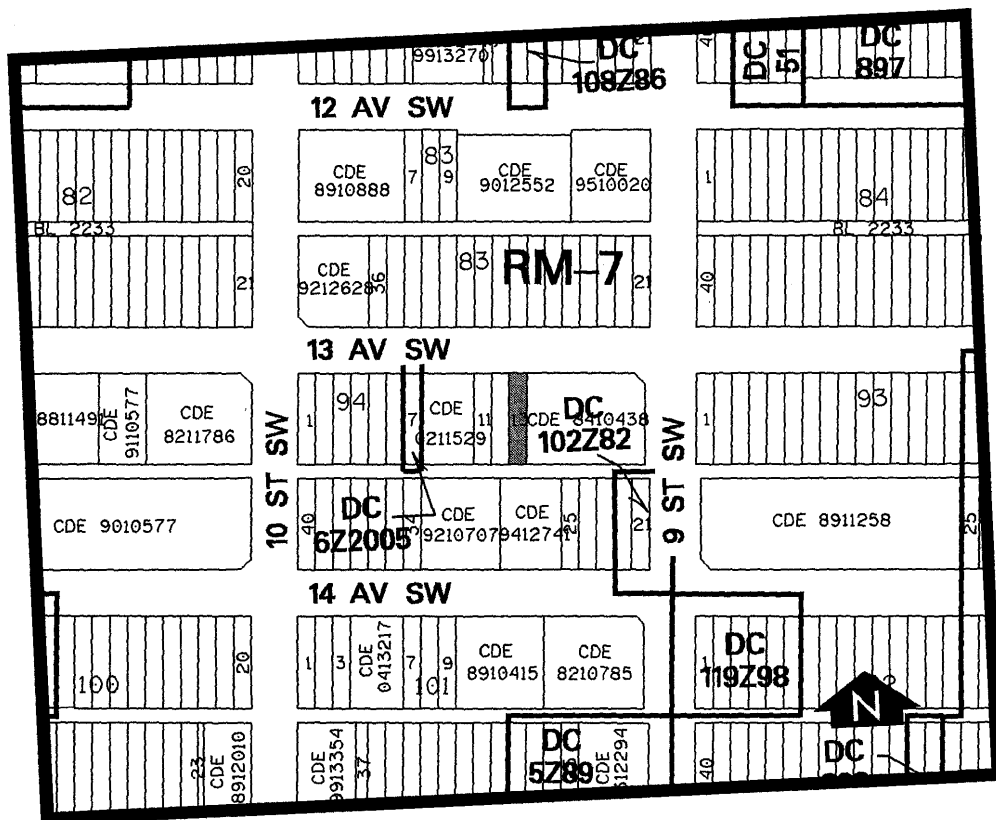 9913270
DC
108Z86
DC
51
DC
897
12 AV SW
82
20
CDE
8910888
7
83
9
CDE
9012552
CDE
9510020
1
84
BL 2233
BL 2233
21
CDE
9212628
36
83
RM-7
21
40
13 AV SW
8811491
CDE
9110577
CDE
8211786
10 ST SW
1
94
7
CDE
0211529
11
13
CDE 8410438
DC
102Z82
9 ST SW
1
93
CDE 9010577
40
DC
6Z2005
34
CDE
9210707
CDE
9412741
25
21
CDE 8911258
25
14 AV SW
100
20
1
3
CDE
0413217
7
9
101
CDE
8910415
CDE
8210785
1
DC
119Z98
N
23
CDE
8912010
CDE
9913354
37
DC
5Z89
CDE
40
DC